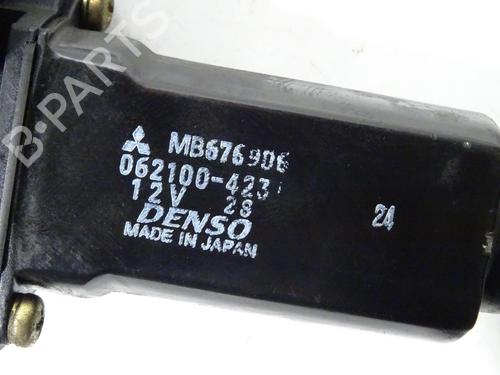 B-PARTS
MB676906
062100-423
12V 28
24
DENSO
MADE IN JAPAN